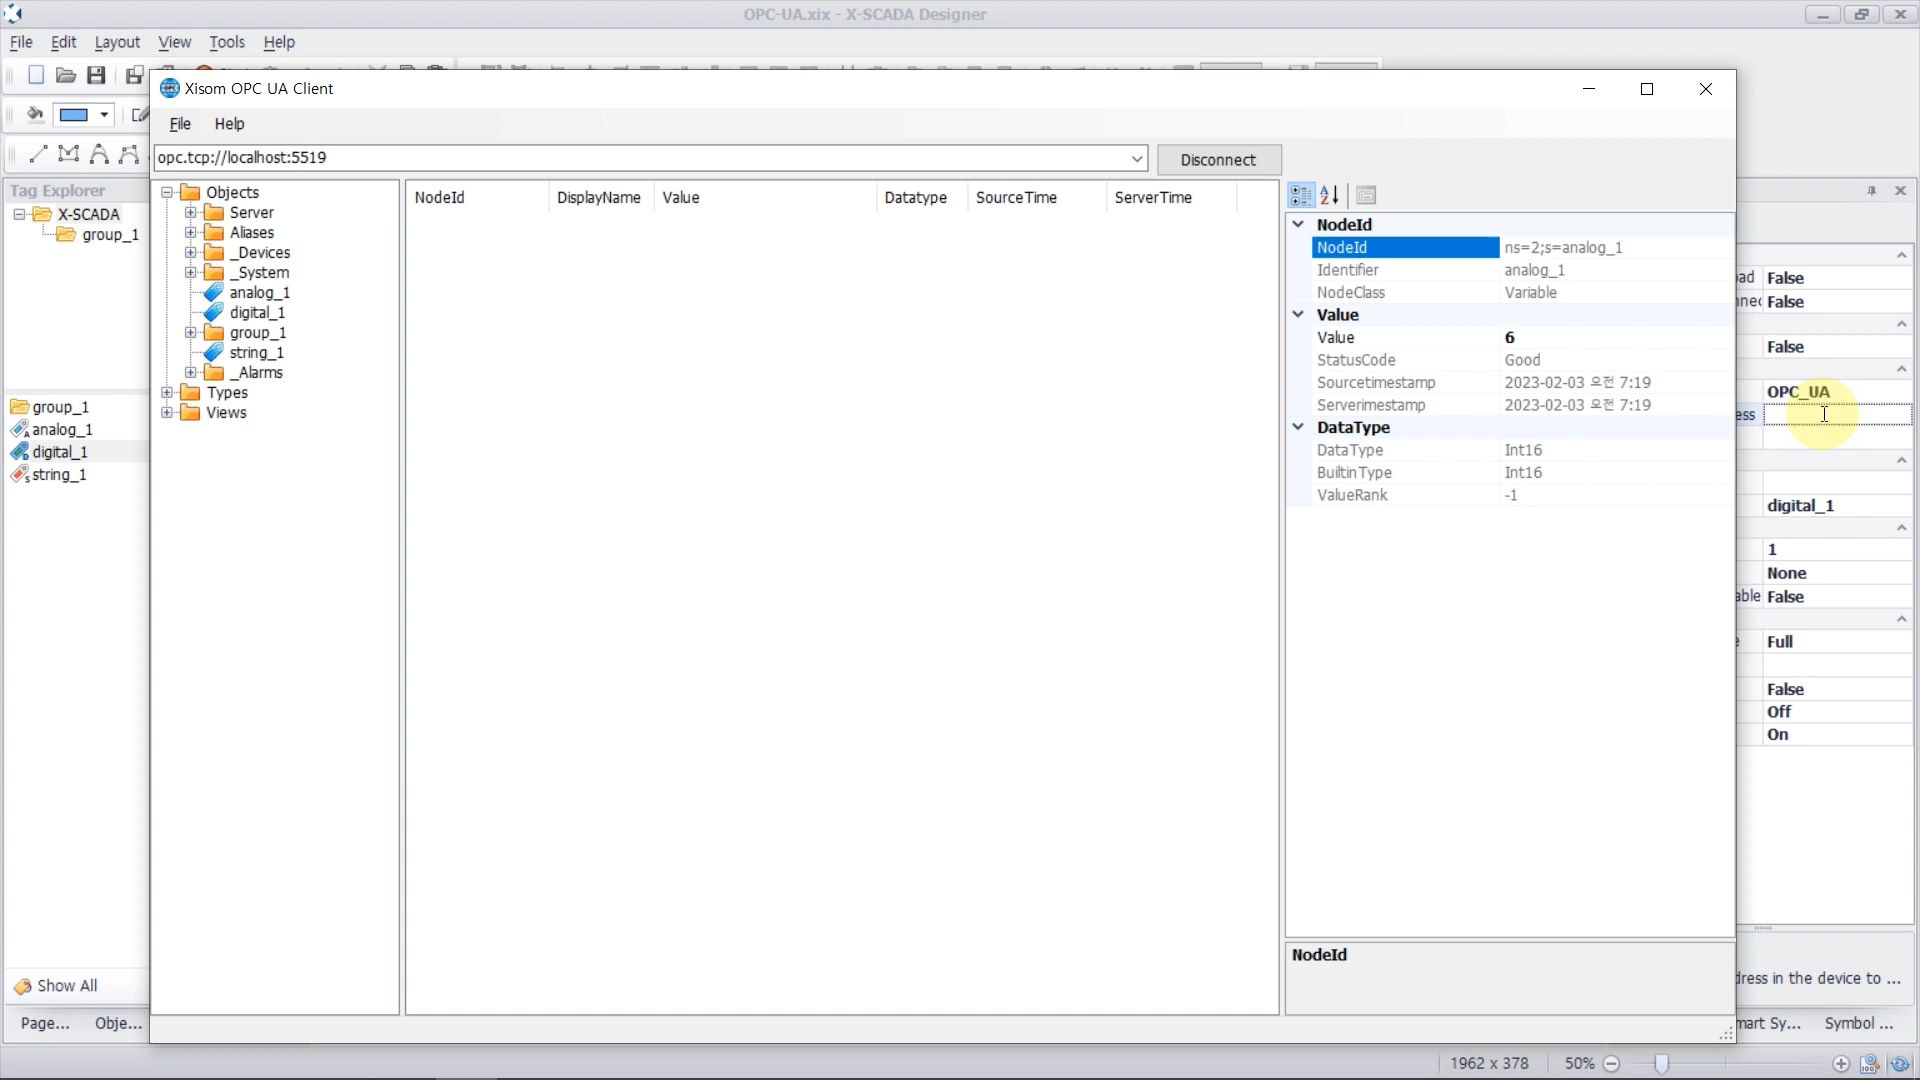 OPC-UA.xix - X-SCADA Designer
File Edit Layout View Tools Help
Xisom OPC UA Client
File Help
opc.tcp://localhost:5519
Disconnect
Tag Explorer
X-SCADA
group_1
group_1
analog_1
digital_1
string_1
Show All
Page... Obje...
Objects
Server
Aliases
_Devices
_System
analog_1
digital_1
group_1
string_1
_Alarms
Types
Views
NodeId DisplayName Value Datatype SourceTime ServerTime
NodeId
NodeId ns=2;s=analog_1
Identifier analog_1
NodeClass Variable
Value
Value 6
StatusCode Good
Sourcetimestamp 2023-02-03 오전 7:19
Serverimestamp 2023-02-03 오전 7:19
DataType
DataType Int16
BuiltinType Int16
ValueRank -1
NodeId
ad False
nnec False
False
OPC_UA
ess
digital_1
1
None
able False
e Full
False
Off
On
dress in the device to ...
mart Sy... Symbol ...
1962 x 378 50%